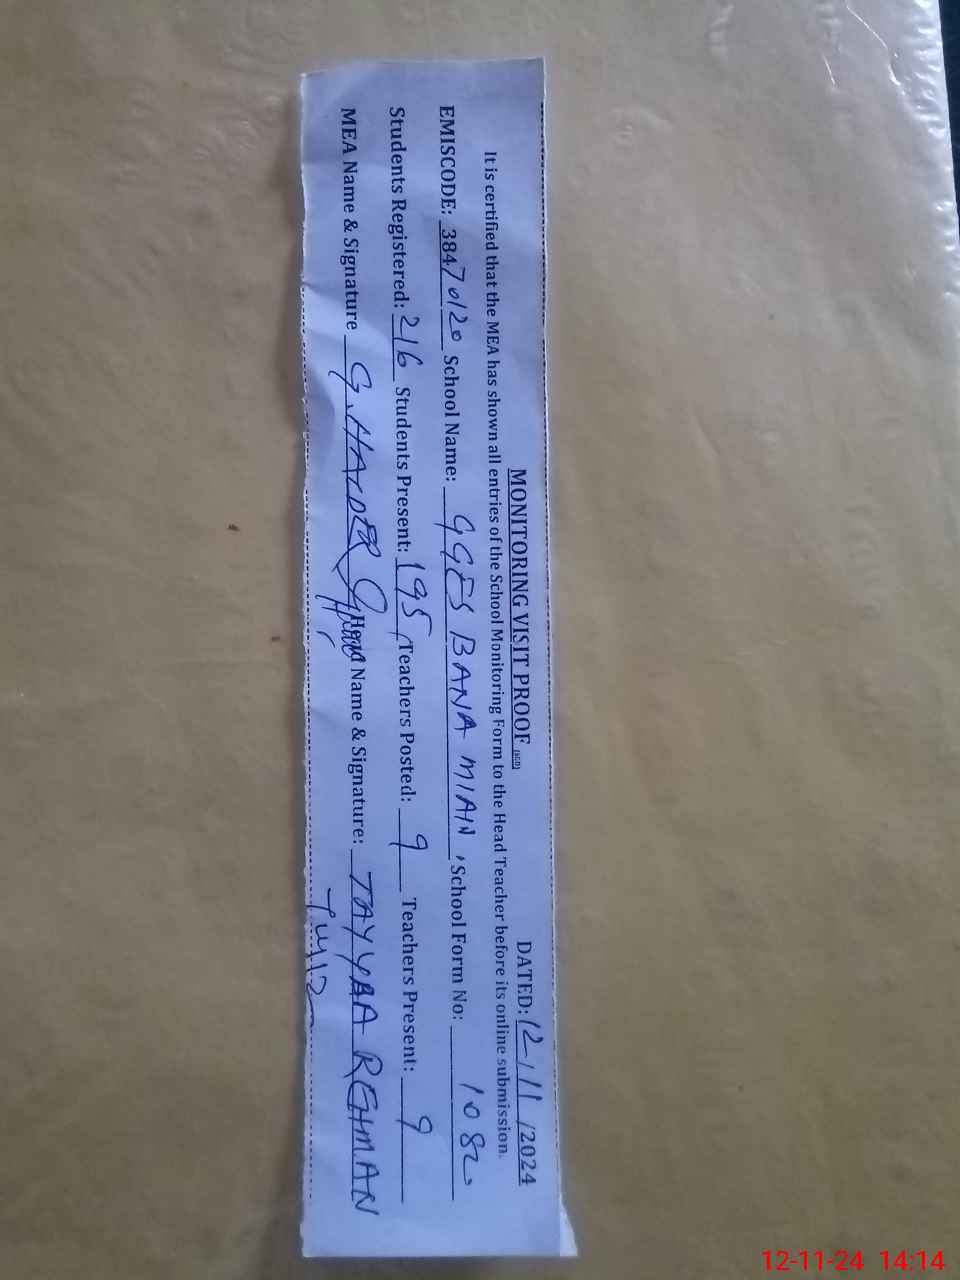 MONITORING VISIT PROOF (SGD) DATED: 12/11/2024
It is certified that the MEA has shown all entries of the School Monitoring Form to the Head Teacher before its online submission.
EMISCODE: 38470120 School Name: GGES BANA MIAN, School Form No: 1082
Students Registered: 216 Students Present: 195, Teachers Posted: 9 Teachers Present: 9
MEA Name & Signature G. HAIDER Head Name & Signature: TAYYAA REHMAN
12-11-24 14:14